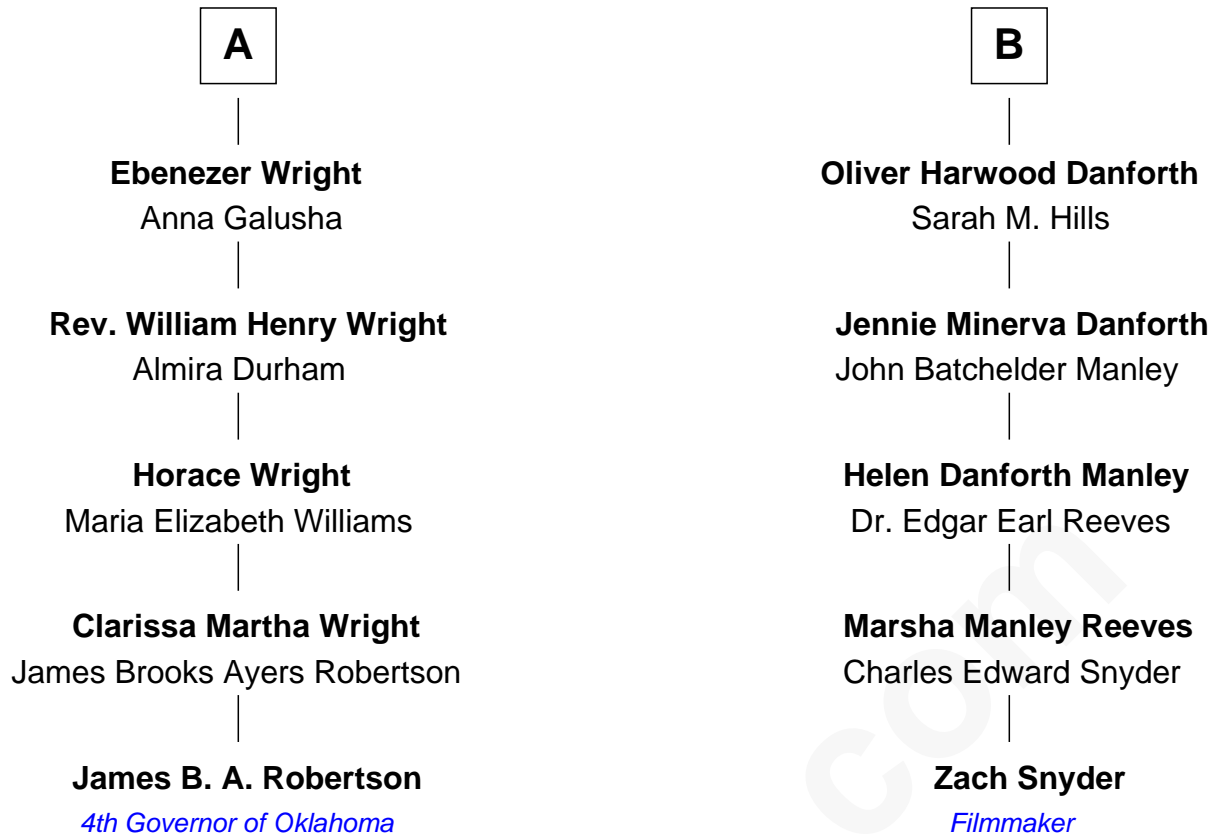 A
Ebenezer Wright
Anna Galusha
Rev. William Henry Wright
Almira Durham
Horace Wright
Maria Elizabeth Williams
Clarissa Martha Wright
James Brooks Ayers Robertson
James B. A. Robertson
4th Governor of Oklahoma
B
Oliver Harwood Danforth
Sarah M. Hills
Jennie Minerva Danforth
John Batchelder Manley
Helen Danforth Manley
Dr. Edgar Earl Reeves
Marsha Manley Reeves
Charles Edward Snyder
Zach Snyder
Filmmaker
com